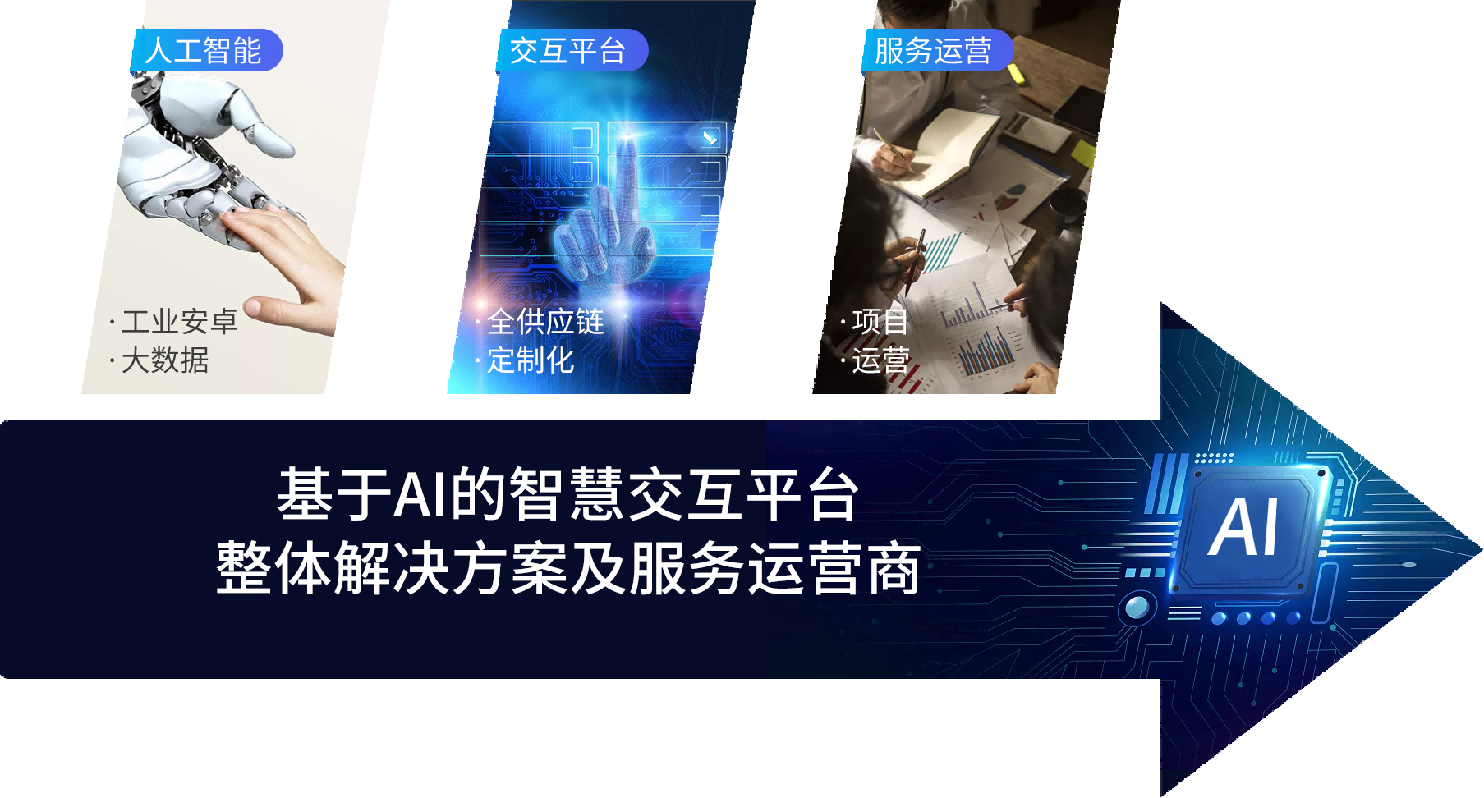 人工智能
·工业安卓
·大数据
交互平台
·全供应链
·定制化
服务运营
·项目
·运营
基于AI的智慧交互平台
整体解决方案及服务运营商
AI